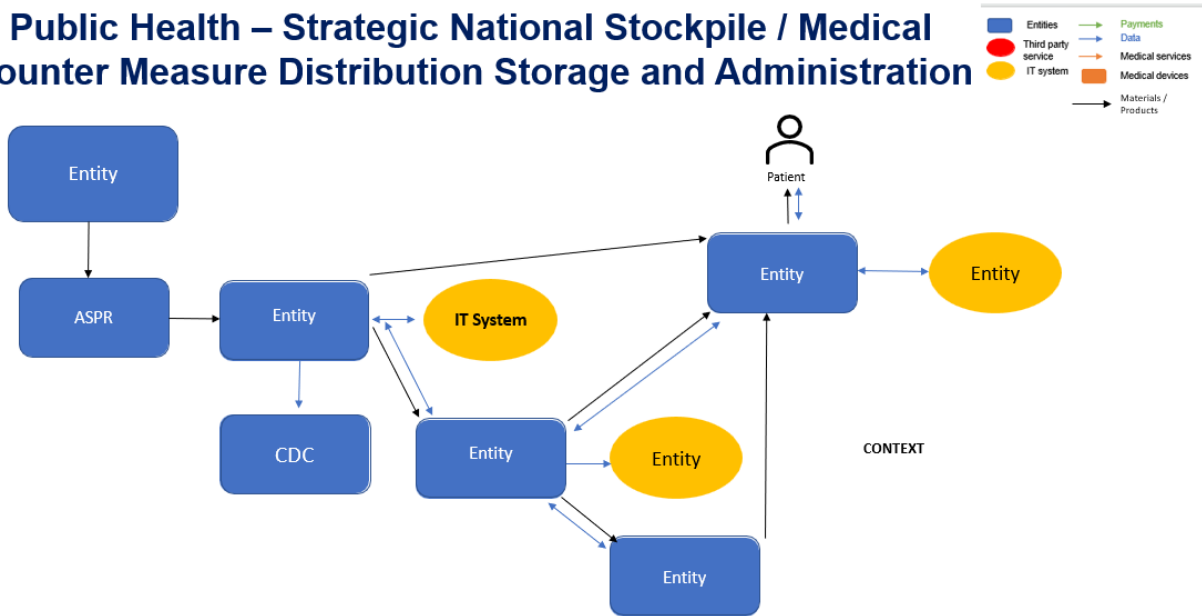 Public Health – Strategic National Stockpile / Medical
ounter Measure Distribution Storage and Administration
Entities
Payments
Data
Third party
service
Medical services
IT system
Medical devices
Materials /
Products
Entity
Patient
Entity
Entity
ASPR
Entity
IT System
CDC
Entity
Entity
CONTEXT
Entity